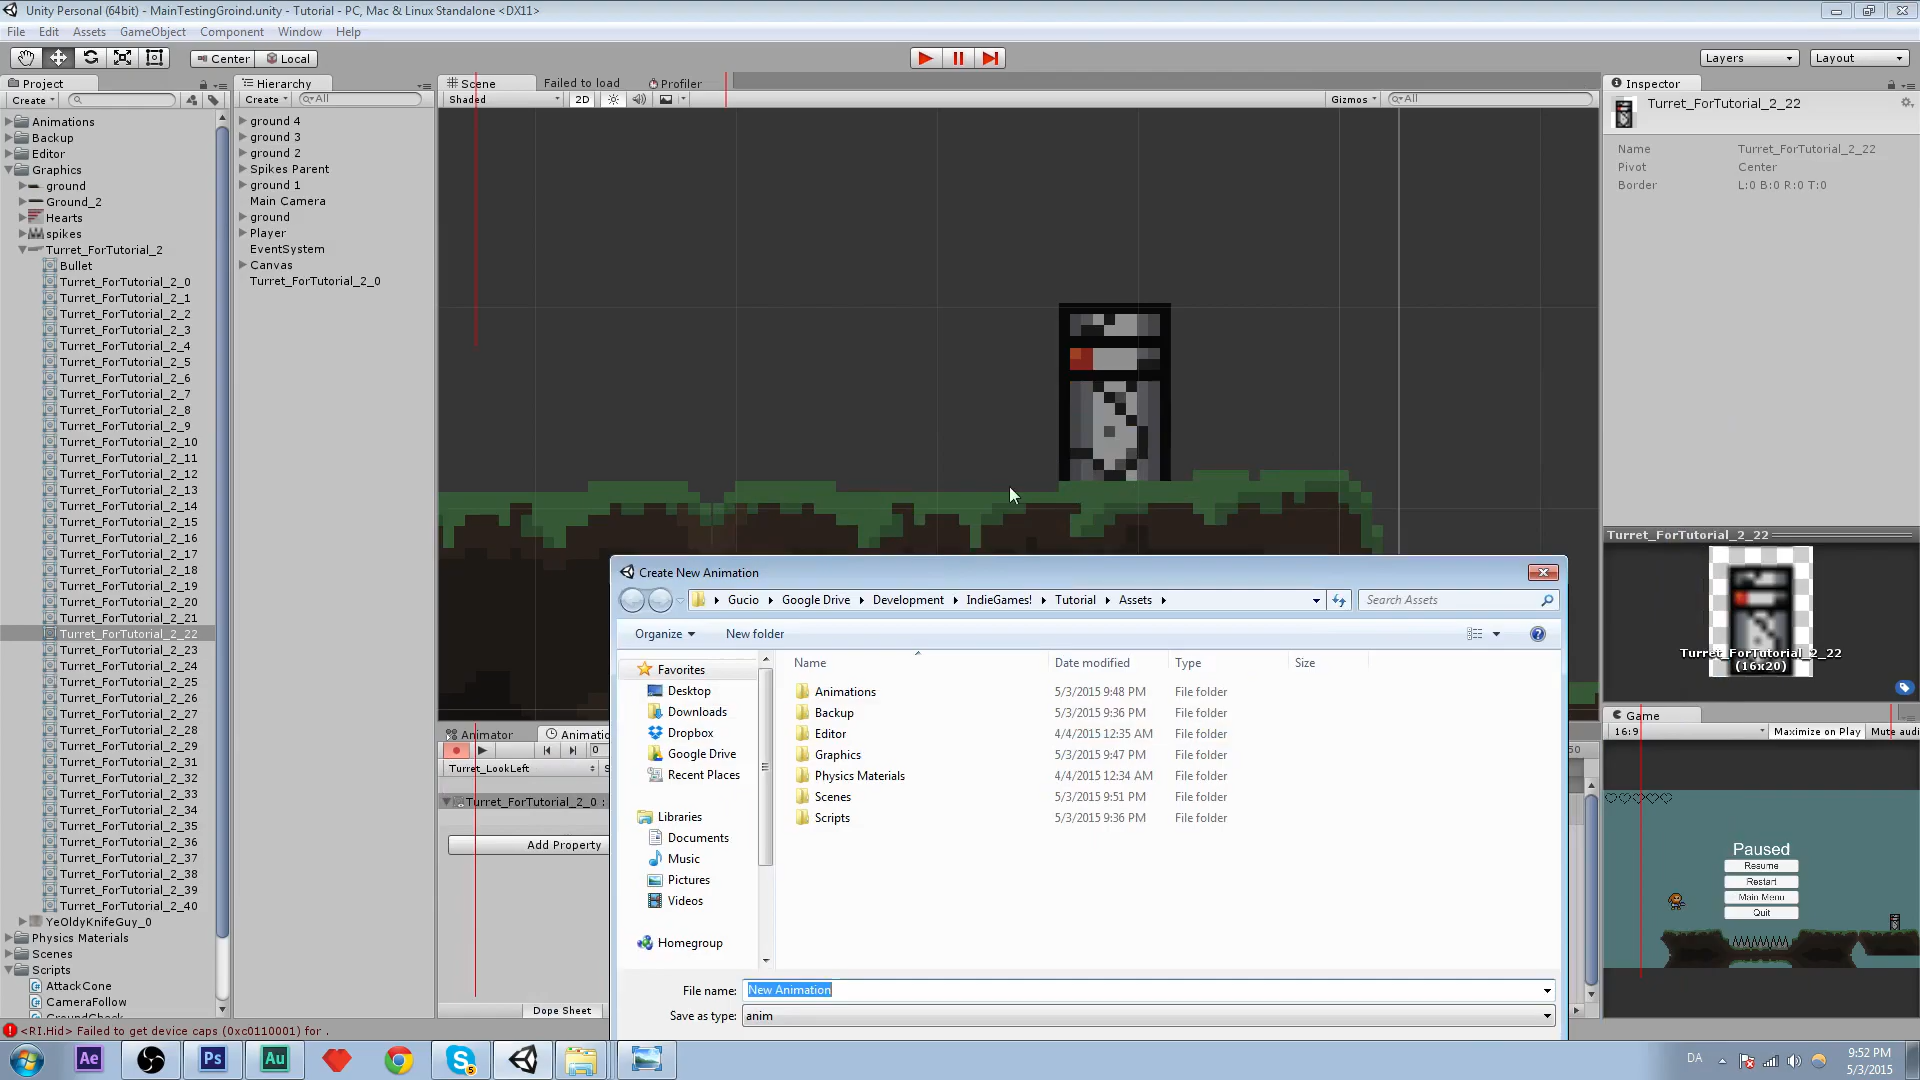 Unity Personal (64bit) - MainTestingGroind.unity - Tutorial - PC, Mac & Linux Standalone <DX11>
File Edit Assets GameObject Component Window Help
Center Local
Layers Layout
Project
Create
Animations
Backup
Editor
Graphics
ground
Ground_2
Hearts
spikes
Turret_ForTutorial_2
Bullet
Turret_ForTutorial_2_0
Turret_ForTutorial_2_1
Turret_ForTutorial_2_2
Turret_ForTutorial_2_3
Turret_ForTutorial_2_4
Turret_ForTutorial_2_5
Turret_ForTutorial_2_6
Turret_ForTutorial_2_7
Turret_ForTutorial_2_8
Turret_ForTutorial_2_9
Turret_ForTutorial_2_10
Turret_ForTutorial_2_11
Turret_ForTutorial_2_12
Turret_ForTutorial_2_13
Turret_ForTutorial_2_14
Turret_ForTutorial_2_15
Turret_ForTutorial_2_16
Turret_ForTutorial_2_17
Turret_ForTutorial_2_18
Turret_ForTutorial_2_19
Turret_ForTutorial_2_20
Turret_ForTutorial_2_21
Turret_ForTutorial_2_22
Turret_ForTutorial_2_23
Turret_ForTutorial_2_24
Turret_ForTutorial_2_25
Turret_ForTutorial_2_26
Turret_ForTutorial_2_27
Turret_ForTutorial_2_28
Turret_ForTutorial_2_29
Turret_ForTutorial_2_31
Turret_ForTutorial_2_32
Turret_ForTutorial_2_33
Turret_ForTutorial_2_34
Turret_ForTutorial_2_35
Turret_ForTutorial_2_36
Turret_ForTutorial_2_37
Turret_ForTutorial_2_38
Turret_ForTutorial_2_39
Turret_ForTutorial_2_40
YeOldyKnifeGuy_0
Physics Materials
Scenes
Scripts
AttackCone
CameraFollow
GroundCheck
Hierarchy
Create All
ground 4
ground 3
ground 2
Spikes Parent
ground 1
Main Camera
ground
Player
EventSystem
Canvas
Turret_ForTutorial_2_0
Scene Failed to load Profiler
Shaded 2D Gizmos All
Animator Animatio
0
Turret_LookLeft S
Turret_ForTutorial_2_0 :
Add Property
Dope Sheet
50
Create New Animation
Gucio Google Drive Development IndieGames! Tutorial Assets Search Assets
Organize New folder
Favorites
Desktop
Downloads
Dropbox
Google Drive
Recent Places
Libraries
Documents
Music
Pictures
Videos
Homegroup
Name Date modified Type Size
Animations 5/3/2015 9:48 PM File folder
Backup 5/3/2015 9:36 PM File folder
Editor 4/4/2015 12:35 AM File folder
Graphics 5/3/2015 9:47 PM File folder
Physics Materials 4/4/2015 12:34 AM File folder
Scenes 5/3/2015 9:51 PM File folder
Scripts 5/3/2015 9:36 PM File folder
File name: New Animation
Save as type: anim
Inspector
Turret_ForTutorial_2_22
Name Turret_ForTutorial_2_22
Pivot Center
Border L:0 B:0 R:0 T:0
Turret_ForTutorial_2_22
Turret_ForTutorial_2_22
(16x20)
Game
16:9 Maximize on Play Mute audi
Paused
Resume
Restart
Main Menu
Quit
<RI.Hid> Failed to get device caps (0xc0110001) for .
Ae Ps Au S 5
DA
9:52 PM
5/3/2015